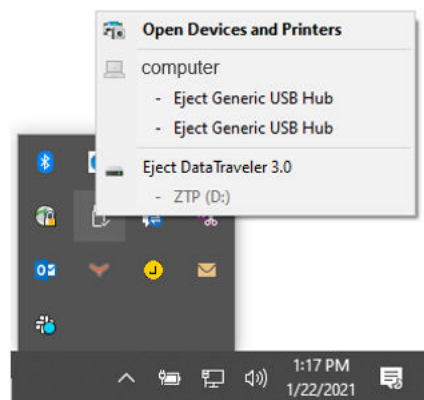 Open Devices and Printers
computer
- Eject Generic USB Hub
- Eject Generic USB Hub
Eject DataTraveler 3.0
- ZTP (D:)
1:17 PM
1/22/2021